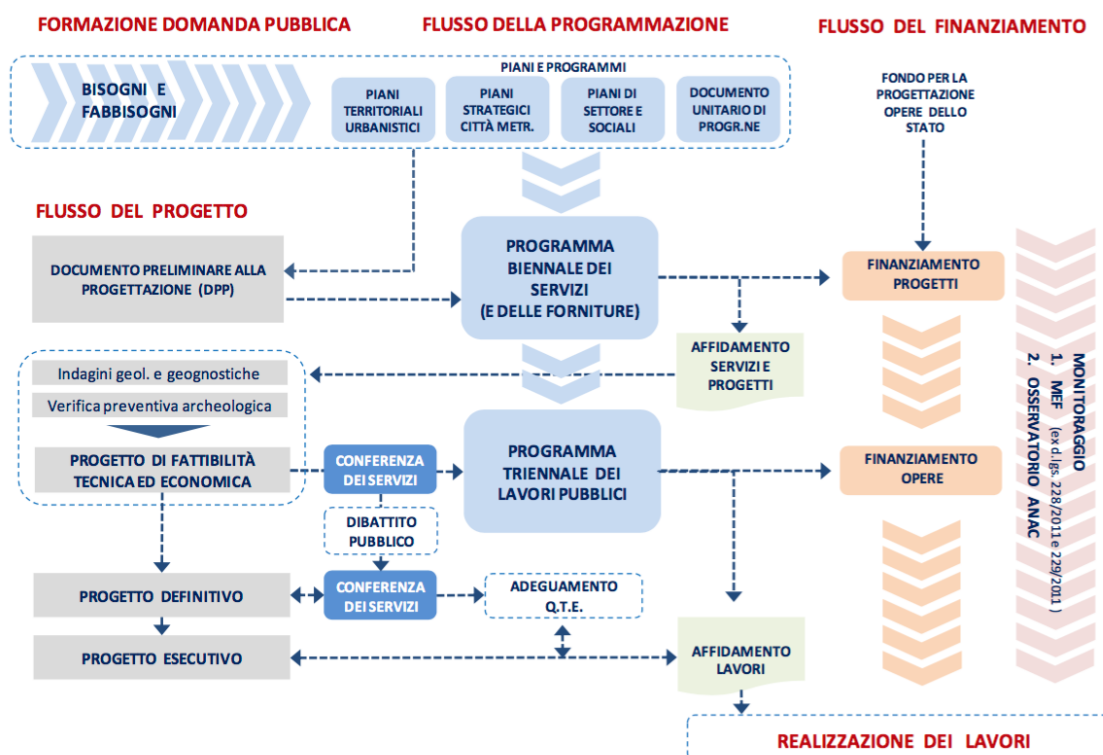 FORMAZIONE DOMANDA PUBBLICA
FLUSSO DELLA PROGRAMMAZIONE
FLUSSO DEL FINANZIAMENTO
BISOGNI E
FABBISOGNI
PIANI E PROGRAMMI
PIANI
TERRITORIALI
URBANISTICI
PIANI
STRATEGICI
CITTÀ METR.
PIANI DI
SETTORE E
SOCIALI
DOCUMENTO
UNITARIO DI
PROGR.NE
FONDO PER LA
PROGETTAZIONE
OPERE DELLO
STATO
FLUSSO DEL PROGETTO
DOCUMENTO PRELIMINARE ALLA
PROGETTAZIONE (DPP)
PROGRAMMA
BIENNALE DEI
SERVIZI
(E DELLE FORNITURE)
FINANZIAMENTO
PROGETTI
AFFIDAMENTO
SERVIZI E
PROGETTI
Indagini geol. e geognostiche
Verifica preventiva archeologica
PROGETTO DI FATTIBILITÀ
TECNICA ED ECONOMICA
CONFERENZA
DEI SERVIZI
PROGRAMMA
TRIENNALE DEI
LAVORI PUBBLICI
FINANZIAMENTO
OPERE
MONITORAGGIO
1. MEF (ex d.lgs. 228/2011 e 229/2011 )
2. OSSERVATORIO ANAC
DIBATTITO
PUBBLICO
PROGETTO DEFINITIVO
CONFERENZA
DEI SERVIZI
ADEGUAMENTO
Q.T.E.
PROGETTO ESECUTIVO
AFFIDAMENTO
LAVORI
REALIZZAZIONE DEI LAVORI